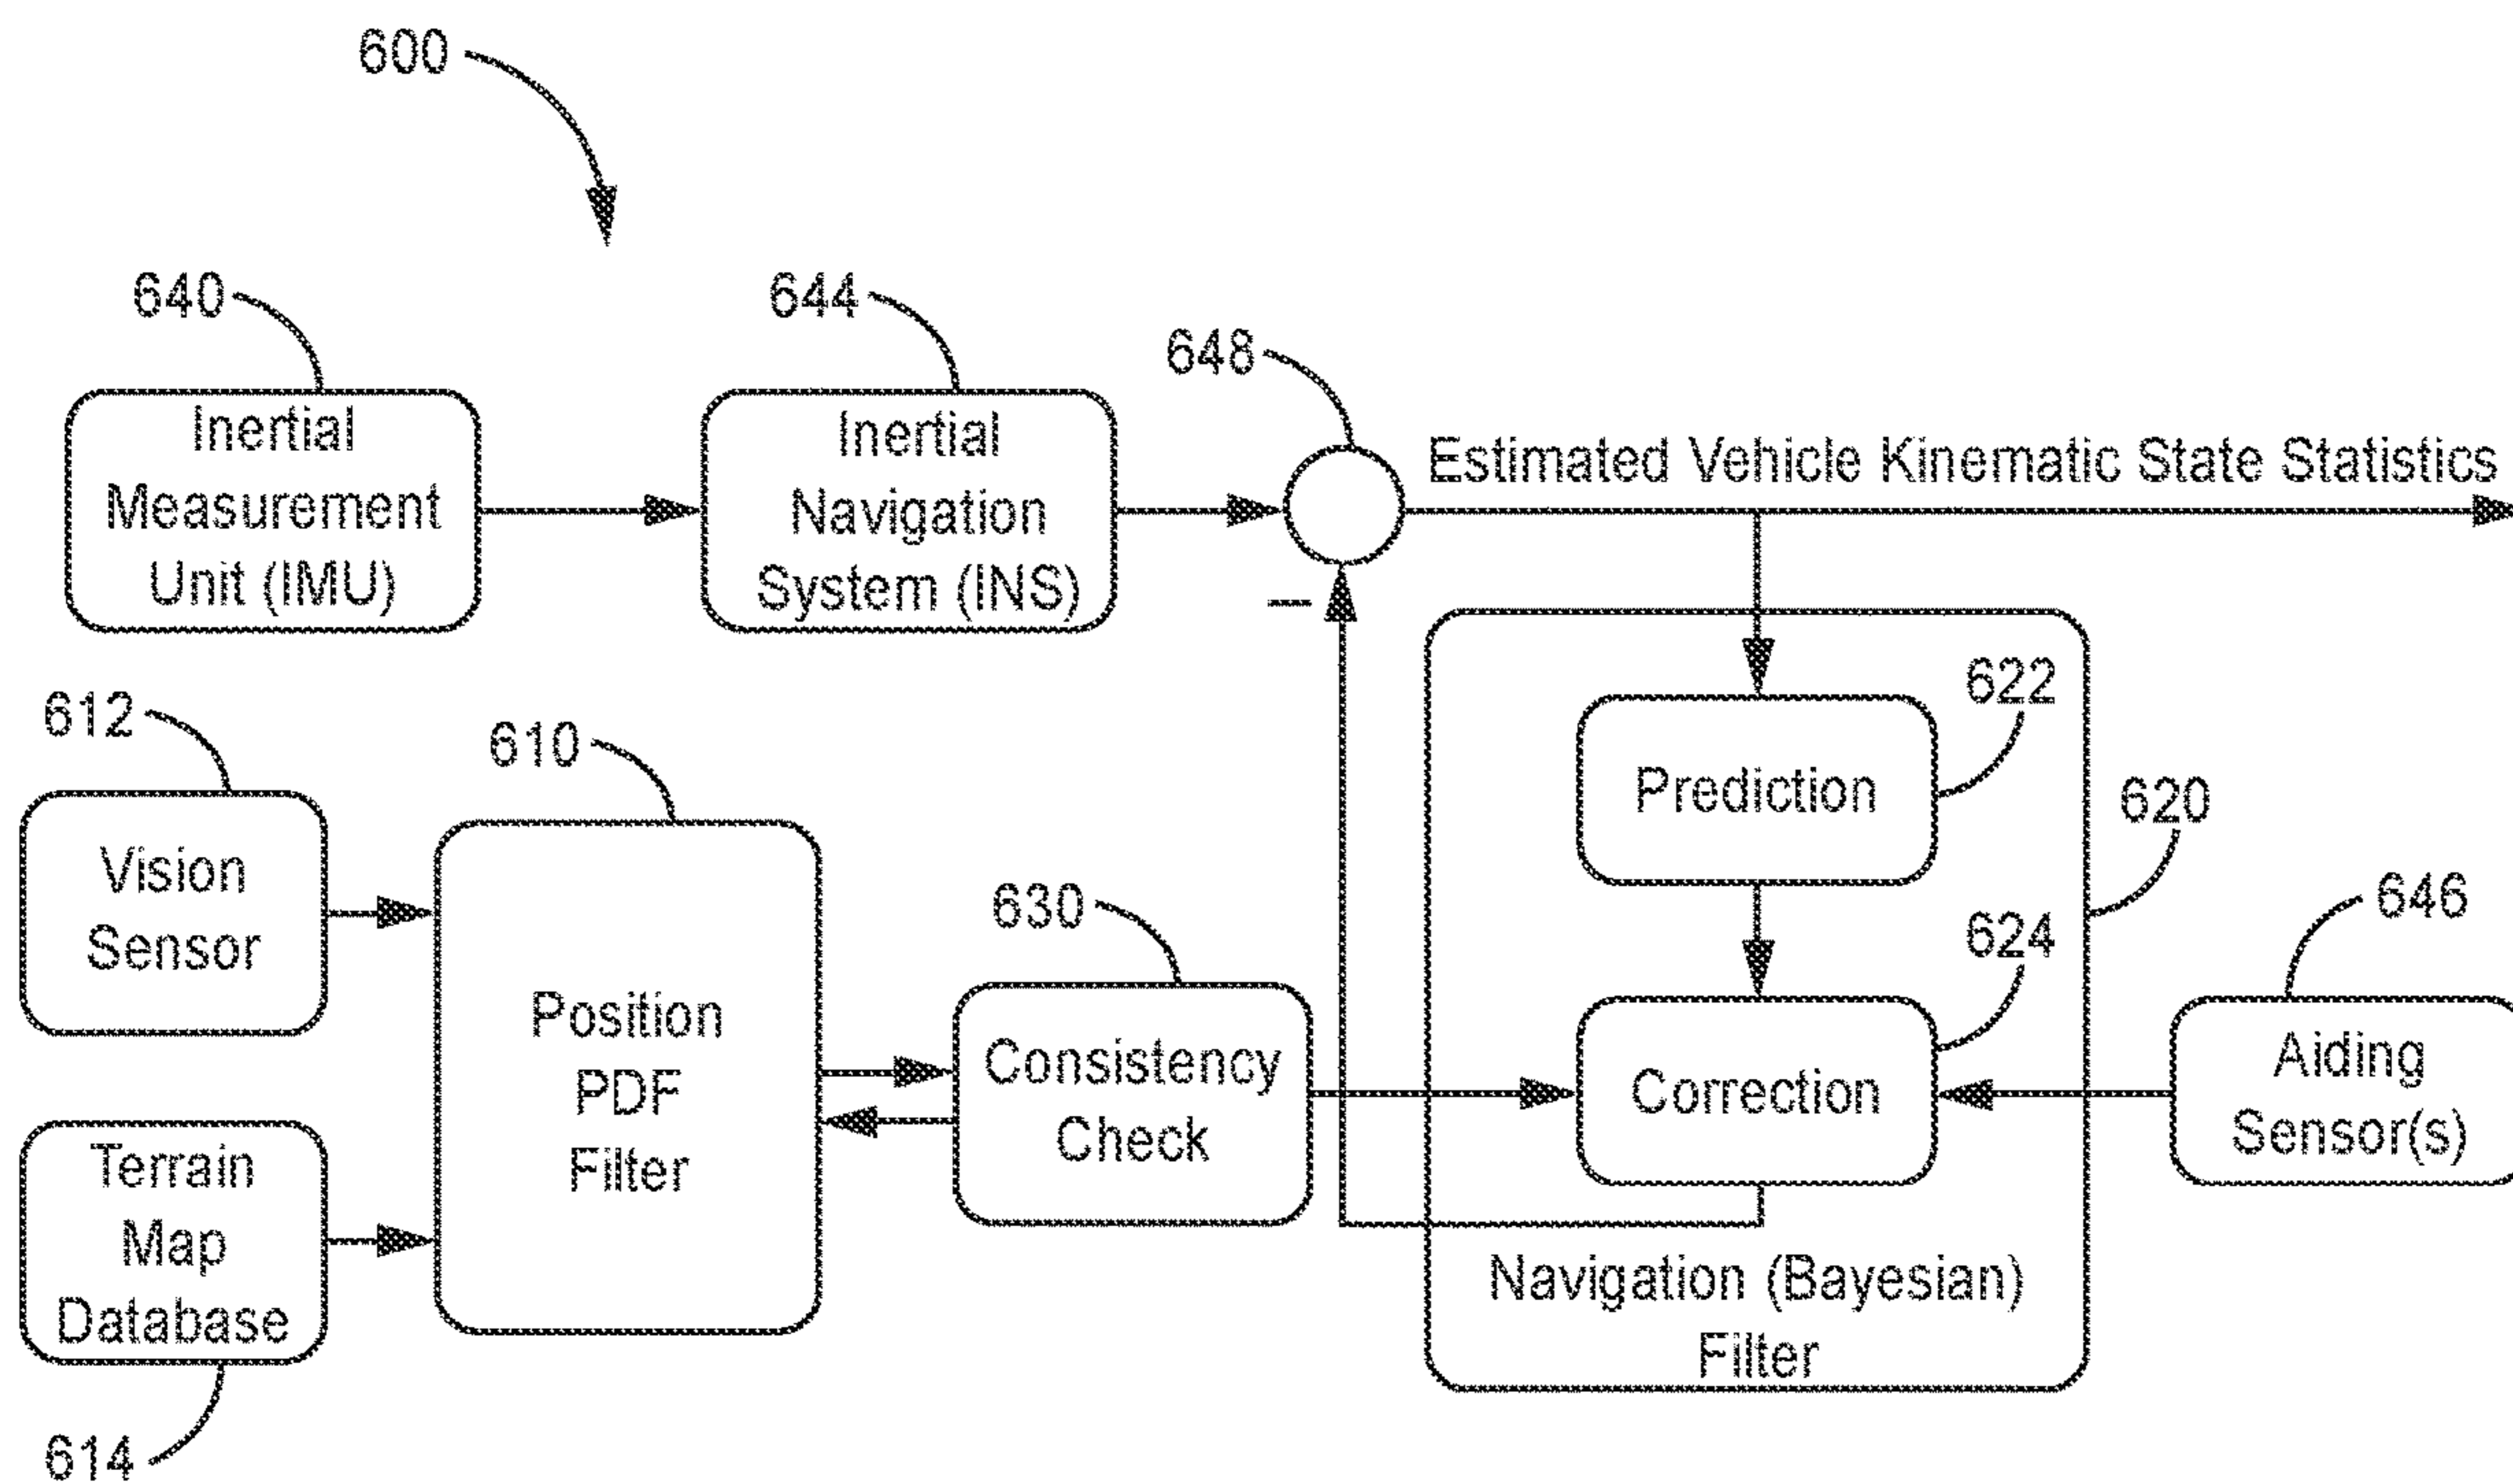 600
640
644
648
Inertial
Measurement
Unit (IMU)
Inertial
Navigation
System (INS)
Estimated Vehicle Kinematic State Statistics
–
612
610
622
620
Vision
Sensor
Prediction
630
624
646
Position
PDF
Filter
Consistency
Check
Correction
Aiding
Sensor(s)
Terrain
Map
Database
Navigation (Bayesian)
Filter
614